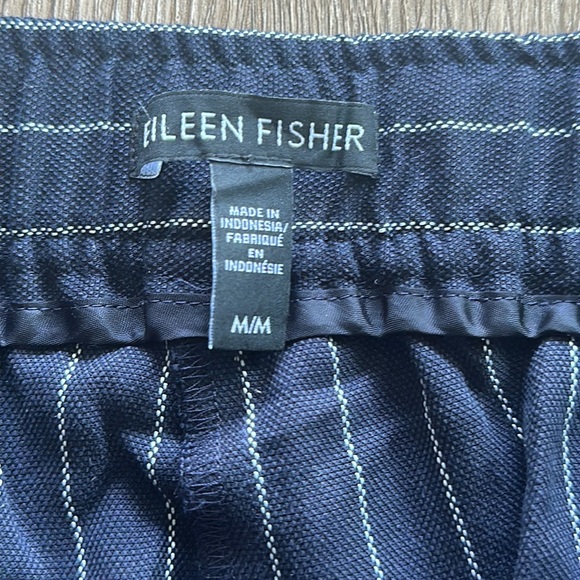 EILEEN FISHER
MADE IN
INDONESIA/
FABRIQUÉ
EN
INDONÉSIE
M/M